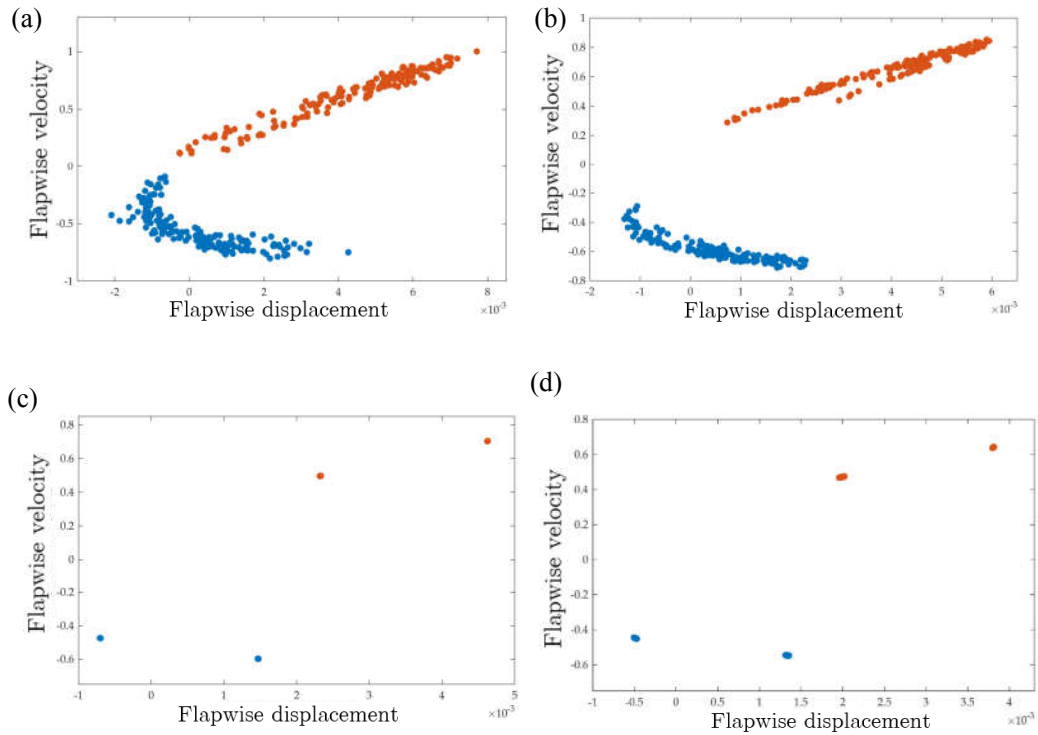 (a)
Flapwise velocity
1
0.5
0
-0.5
-1
-2 0 2 4 6 8
Flapwise displacement
×10⁻³
(b)
Flapwise velocity
1
0.8
0.6
0.4
0.2
0
-0.2
-0.4
-0.6
-0.8
-2 -1 0 1 2 3 4 5 6
Flapwise displacement
×10⁻³
(c)
Flapwise velocity
0.8
0.6
0.4
0.2
0
-0.2
-0.4
-0.6
-1 0 1 2 3 4 5
Flapwise displacement
×10⁻³
(d)
Flapwise velocity
0.8
0.6
0.4
0.2
0
-0.2
-0.4
-0.6
-1 -0.5 0 0.5 1 1.5 2 2.5 3 3.5 4
Flapwise displacement
×10⁻³